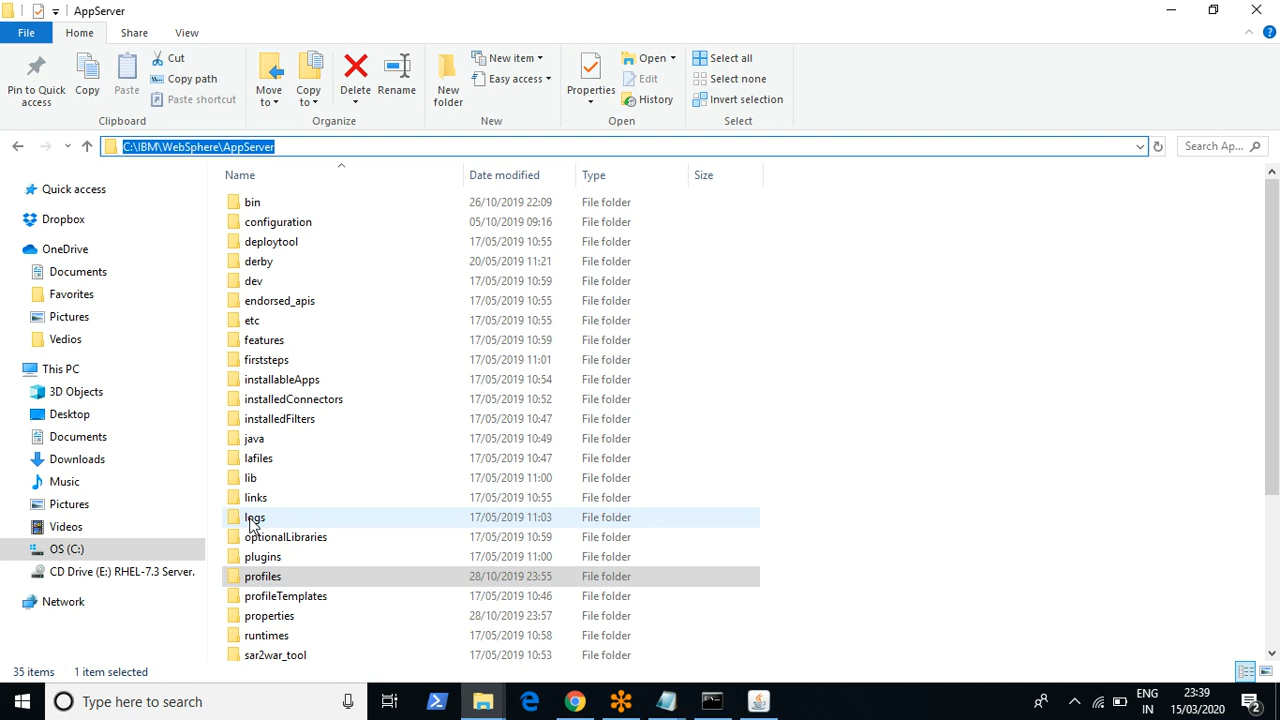 AppServer
File Home Share View
Pin to Quick access
Copy
Paste
Cut
Copy path
Paste shortcut
Clipboard
Move to
Copy to
Delete
Rename
Organize
New folder
New item
Easy access
New
Properties
Open
Edit
History
Open
Select all
Select none
Invert selection
Select
C:\IBM\WebSphere\AppServer
Search Ap...
Quick access
Dropbox
OneDrive
Documents
Favorites
Pictures
Vedios
This PC
3D Objects
Desktop
Documents
Downloads
Music
Pictures
Videos
OS (C:)
CD Drive (E:) RHEL-7.3 Server.
Network
Name Date modified Type Size
bin 26/10/2019 22:09 File folder
configuration 05/10/2019 09:16 File folder
deploytool 17/05/2019 10:55 File folder
derby 20/05/2019 11:21 File folder
dev 17/05/2019 10:59 File folder
endorsed_apis 17/05/2019 10:55 File folder
etc 17/05/2019 10:55 File folder
features 17/05/2019 10:59 File folder
firststeps 17/05/2019 11:01 File folder
installableApps 17/05/2019 10:54 File folder
installedConnectors 17/05/2019 10:52 File folder
installedFilters 17/05/2019 10:47 File folder
java 17/05/2019 10:49 File folder
lafiles 17/05/2019 10:47 File folder
lib 17/05/2019 11:00 File folder
links 17/05/2019 10:55 File folder
logs 17/05/2019 11:03 File folder
optionalLibraries 17/05/2019 10:59 File folder
plugins 17/05/2019 11:00 File folder
profiles 28/10/2019 23:55 File folder
profileTemplates 17/05/2019 10:46 File folder
properties 28/10/2019 23:57 File folder
runtimes 17/05/2019 10:58 File folder
sar2war_tool 17/05/2019 10:53 File folder
35 items 1 item selected
Type here to search
ENG
IN
23:39
15/03/2020
2